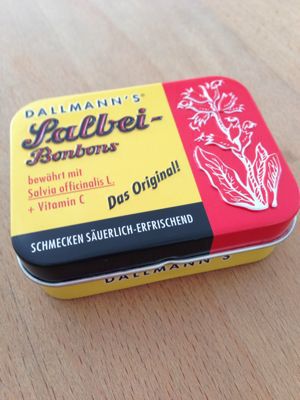 DALLMANN'S®
Salbei-
Bonbons
bewährt mit
Salvia officinalis L.
+ Vitamin C
Das Original!
SCHMECKEN SÄUERLICH-ERFRISCHEND
DALLMANN'S